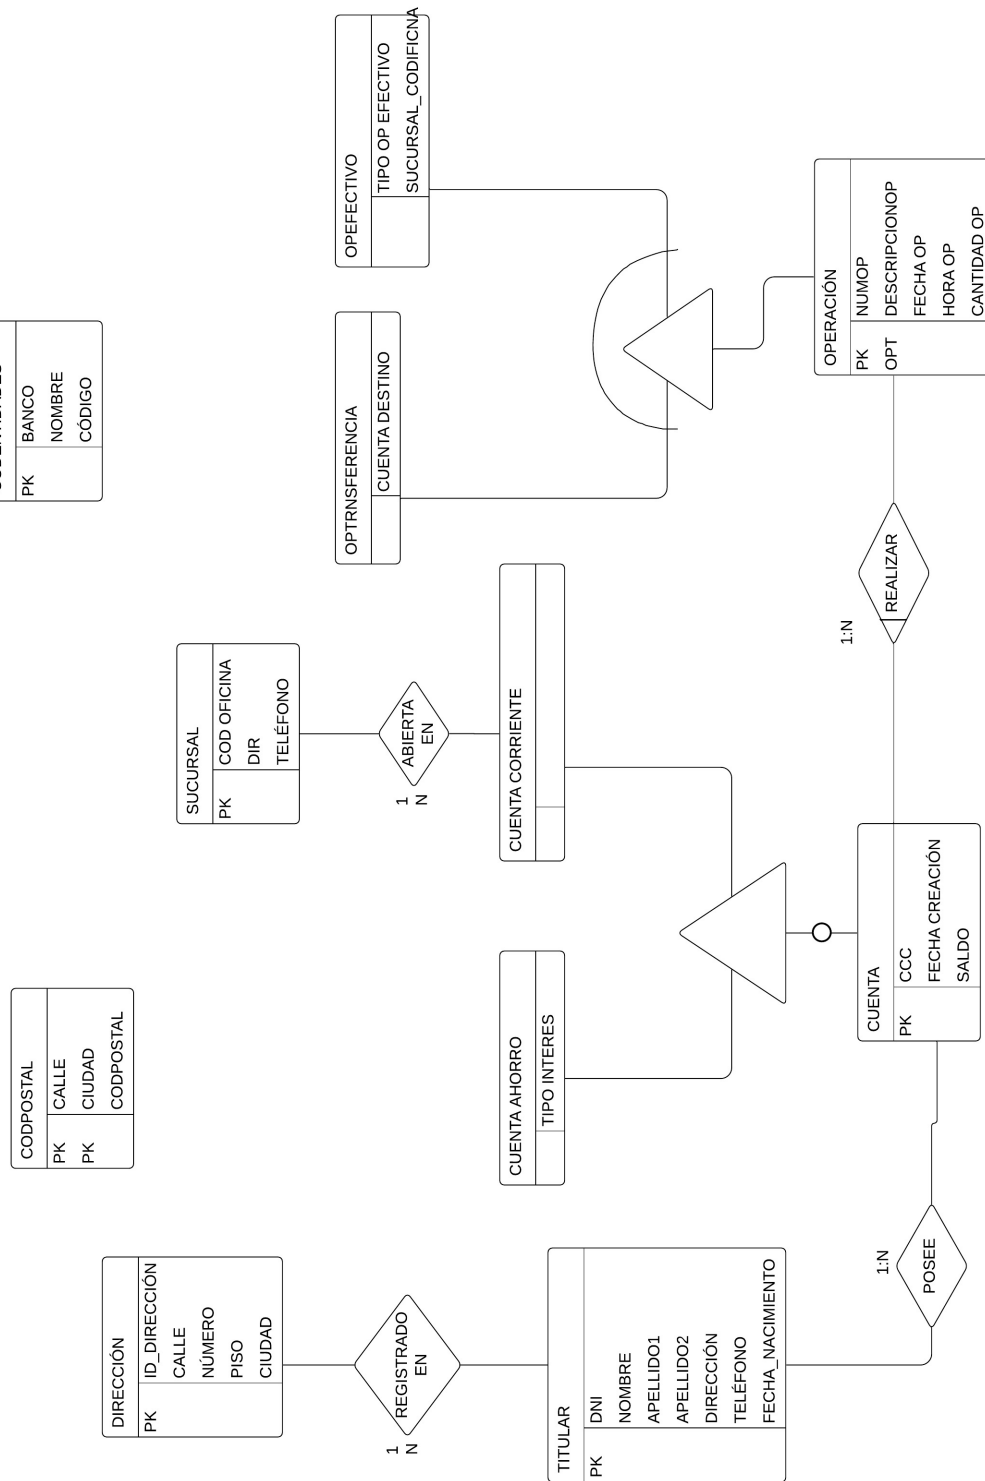 DIRECCIÓN
PK ID_DIRECCIÓN
CALLE
NÚMERO
PISO
CIUDAD
CODPOSTAL
PK CALLE
PK CIUDAD
CODPOSTAL
PK BANCO
NOMBRE
CÓDIGO
SUCURSAL
PK COD OFICINA
DIR
TELÉFONO
REGISTRADO
EN
1
N
ABIERTA
EN
1
N
OPTRNSFERENCIA
CUENTA DESTINO
OPEFECTIVO
TIPO OP EFECTIVO
SUCURSAL_CODIFICNA
CUENTA AHORRO
TIPO INTERES
CUENTA CORRIENTE
TITULAR
PK DNI
NOMBRE
APELLIDO1
APELLIDO2
DIRECCIÓN
TELÉFONO
FECHA_NACIMIENTO
1:N
POSEE
CUENTA
PK CCC
FECHA CREACIÓN
SALDO
1:N
REALIZAR
OPERACIÓN
PK NUMOP
OPT DESCRIPCIONOP
FECHA OP
HORA OP
CANTIDAD OP